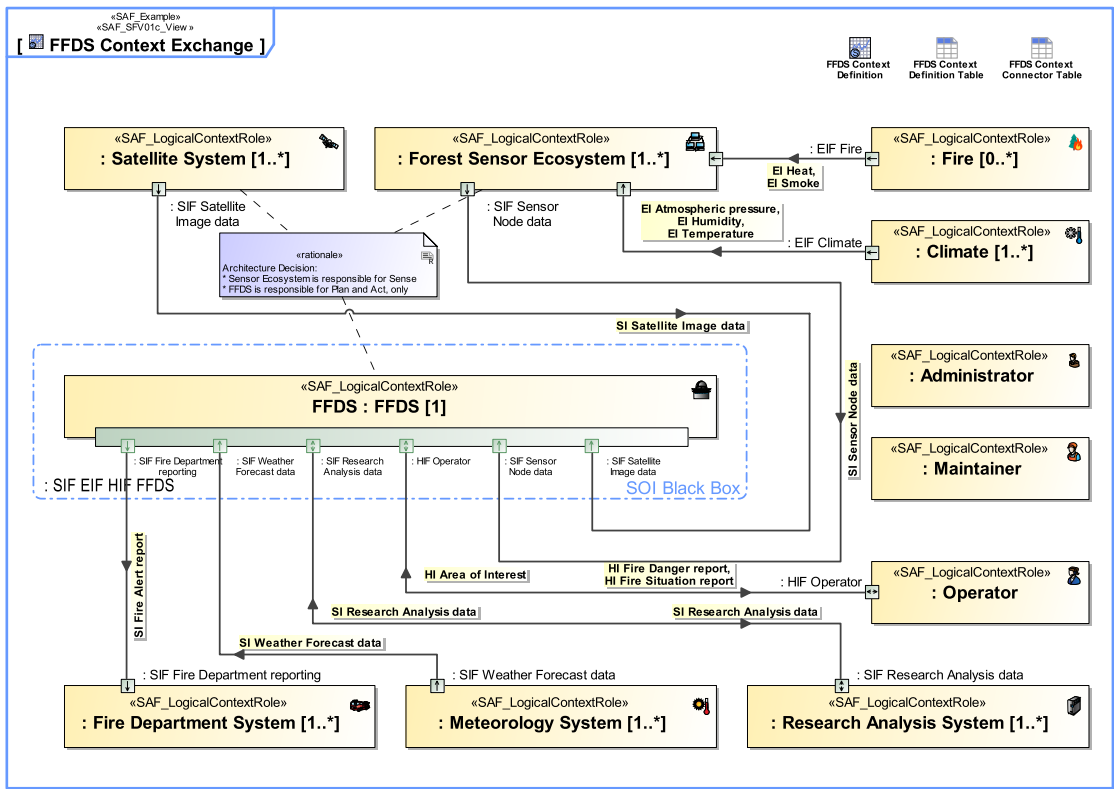 «SAF_Example»
«SAF_SFV01c_View»
[ FFDS Context Exchange ]
FFDS Context
Definition
FFDS Context
Definition Table
FFDS Context
Connector Table
«SAF_LogicalContextRole»
: Satellite System [1..*]
«SAF_LogicalContextRole»
: Forest Sensor Ecosystem [1..*]
«SAF_LogicalContextRole»
: Fire [0..*]
: EIF Fire
EI Heat,
EI Smoke
: SIF Satellite
Image data
: SIF Sensor
Node data
EI Atmospheric pressure,
EI Humidity,
EI Temperature
: EIF Climate
«SAF_LogicalContextRole»
: Climate [1..*]
«rationale»
Architecture Decision:
* Sensor Ecosystem is responsible for Sense
* FFDS is responsible for Plan and Act, only
SI Satellite Image data
SI Sensor Node data
«SAF_LogicalContextRole»
: Administrator
«SAF_LogicalContextRole»
FFDS : FFDS [1]
«SAF_LogicalContextRole»
: Maintainer
: SIF Fire Department
reporting
: SIF Weather
Forecast data
: SIF Research
Analysis data
: HIF Operator
: SIF Sensor
Node data
: SIF Satellite
Image data
: SIF EIF HIF FFDS
SOI Black Box
SI Fire Alert report
HI Area of Interest
HI Fire Danger report,
HI Fire Situation report
: HIF Operator
«SAF_LogicalContextRole»
: Operator
SI Research Analysis data
SI Research Analysis data
SI Weather Forecast data
: SIF Fire Department reporting
: SIF Weather Forecast data
: SIF Research Analysis data
«SAF_LogicalContextRole»
: Fire Department System [1..*]
«SAF_LogicalContextRole»
: Meteorology System [1..*]
«SAF_LogicalContextRole»
: Research Analysis System [1..*]